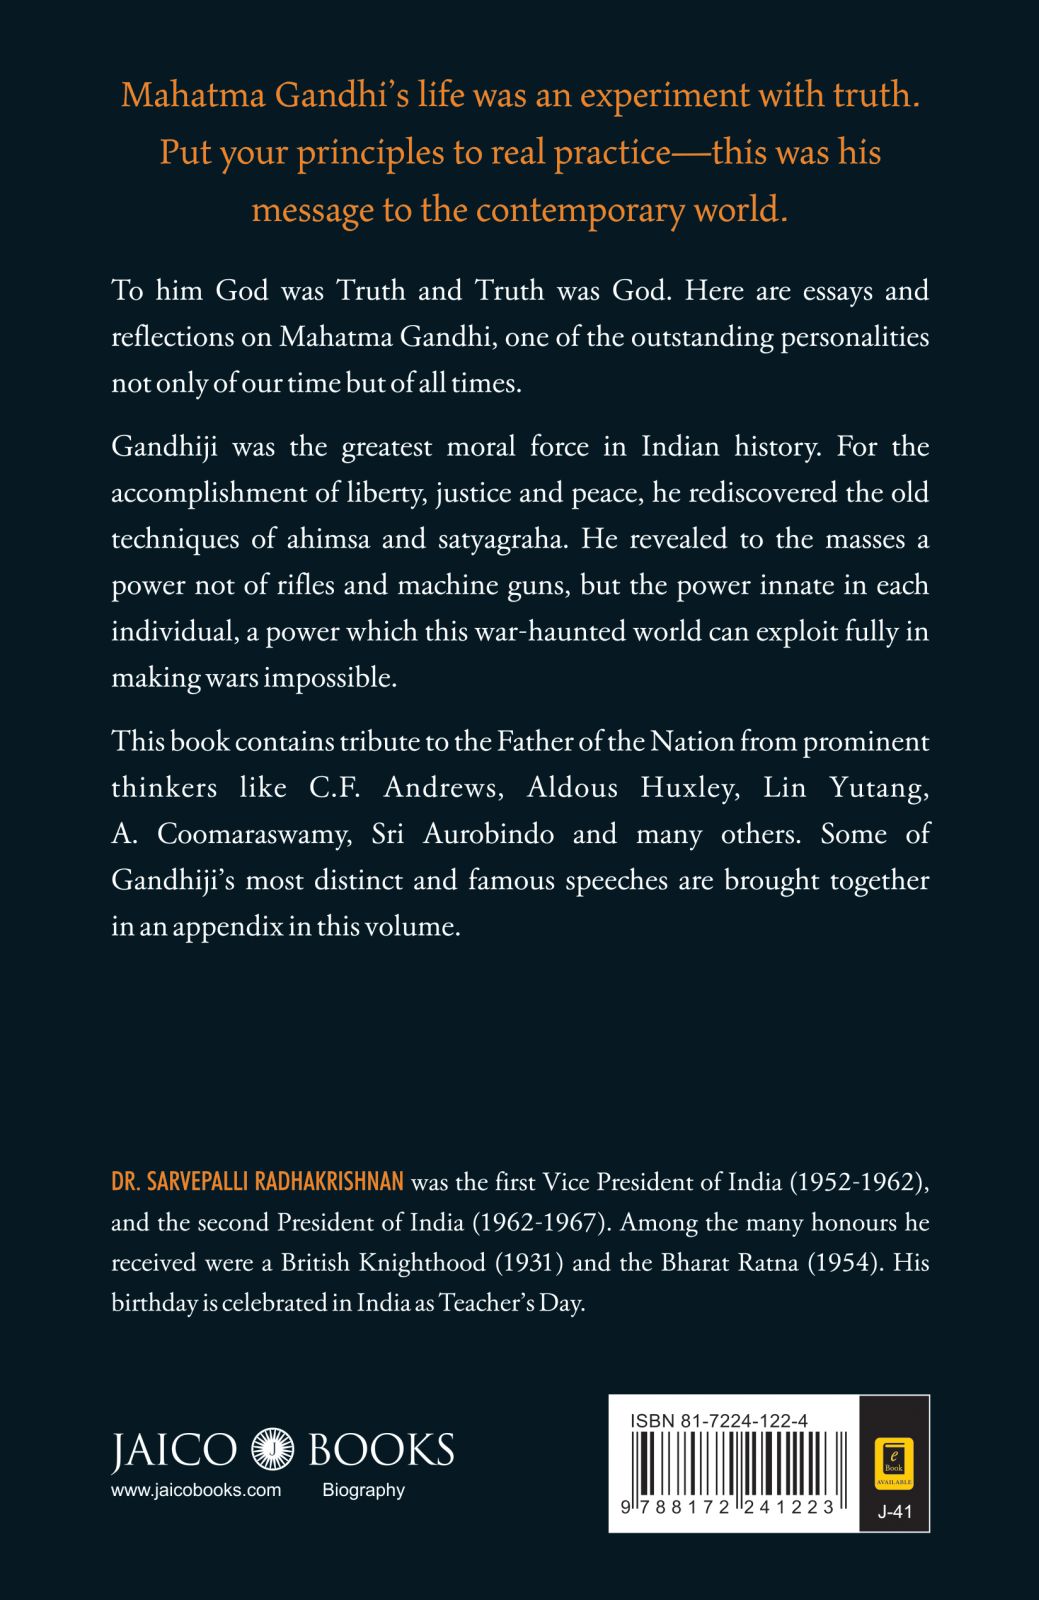 Mahatma Gandhi’s life was an experiment with truth.
Put your principles to real practice—this was his
message to the contemporary world.
To him God was Truth and Truth was God. Here are essays and
reflections on Mahatma Gandhi, one of the outstanding personalities
not only of our time but of all times.
Gandhiji was the greatest moral force in Indian history. For the
accomplishment of liberty, justice and peace, he rediscovered the old
techniques of ahimsa and satyagraha. He revealed to the masses a
power not of rifles and machine guns, but the power innate in each
individual, a power which this war-haunted world can exploit fully in
making wars impossible.
This book contains tribute to the Father of the Nation from prominent
thinkers like C.F. Andrews, Aldous Huxley, Lin Yutang,
A. Coomaraswamy, Sri Aurobindo and many others. Some of
Gandhiji’s most distinct and famous speeches are brought together
in an appendix in this volume.
DR. SARVEPALLI RADHAKRISHNAN was the first Vice President of India (1952-1962),
and the second President of India (1962-1967). Among the many honours he
received were a British Knighthood (1931) and the Bharat Ratna (1954). His
birthday is celebrated in India as Teacher’s Day.
JAICO J BOOKS
www.jaicobooks.com Biography
ISBN 81-7224-122-4
9 788172 241223
e
Book
AVAILABLE
J-41